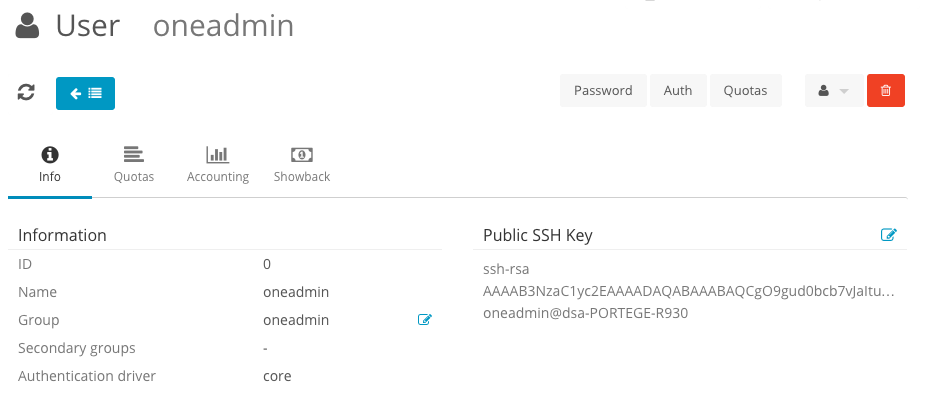 User oneadmin
Password Auth Quotas
Info Quotas Accounting Showback
Information
ID 0
Name oneadmin
Group oneadmin
Secondary groups -
Authentication driver core
Public SSH Key
ssh-rsa
AAAAB3NzaC1yc2EAAAADAQABAAABAQCgO9gud0bcb7vJaltu...
oneadmin@dsa-PORTEGE-R930